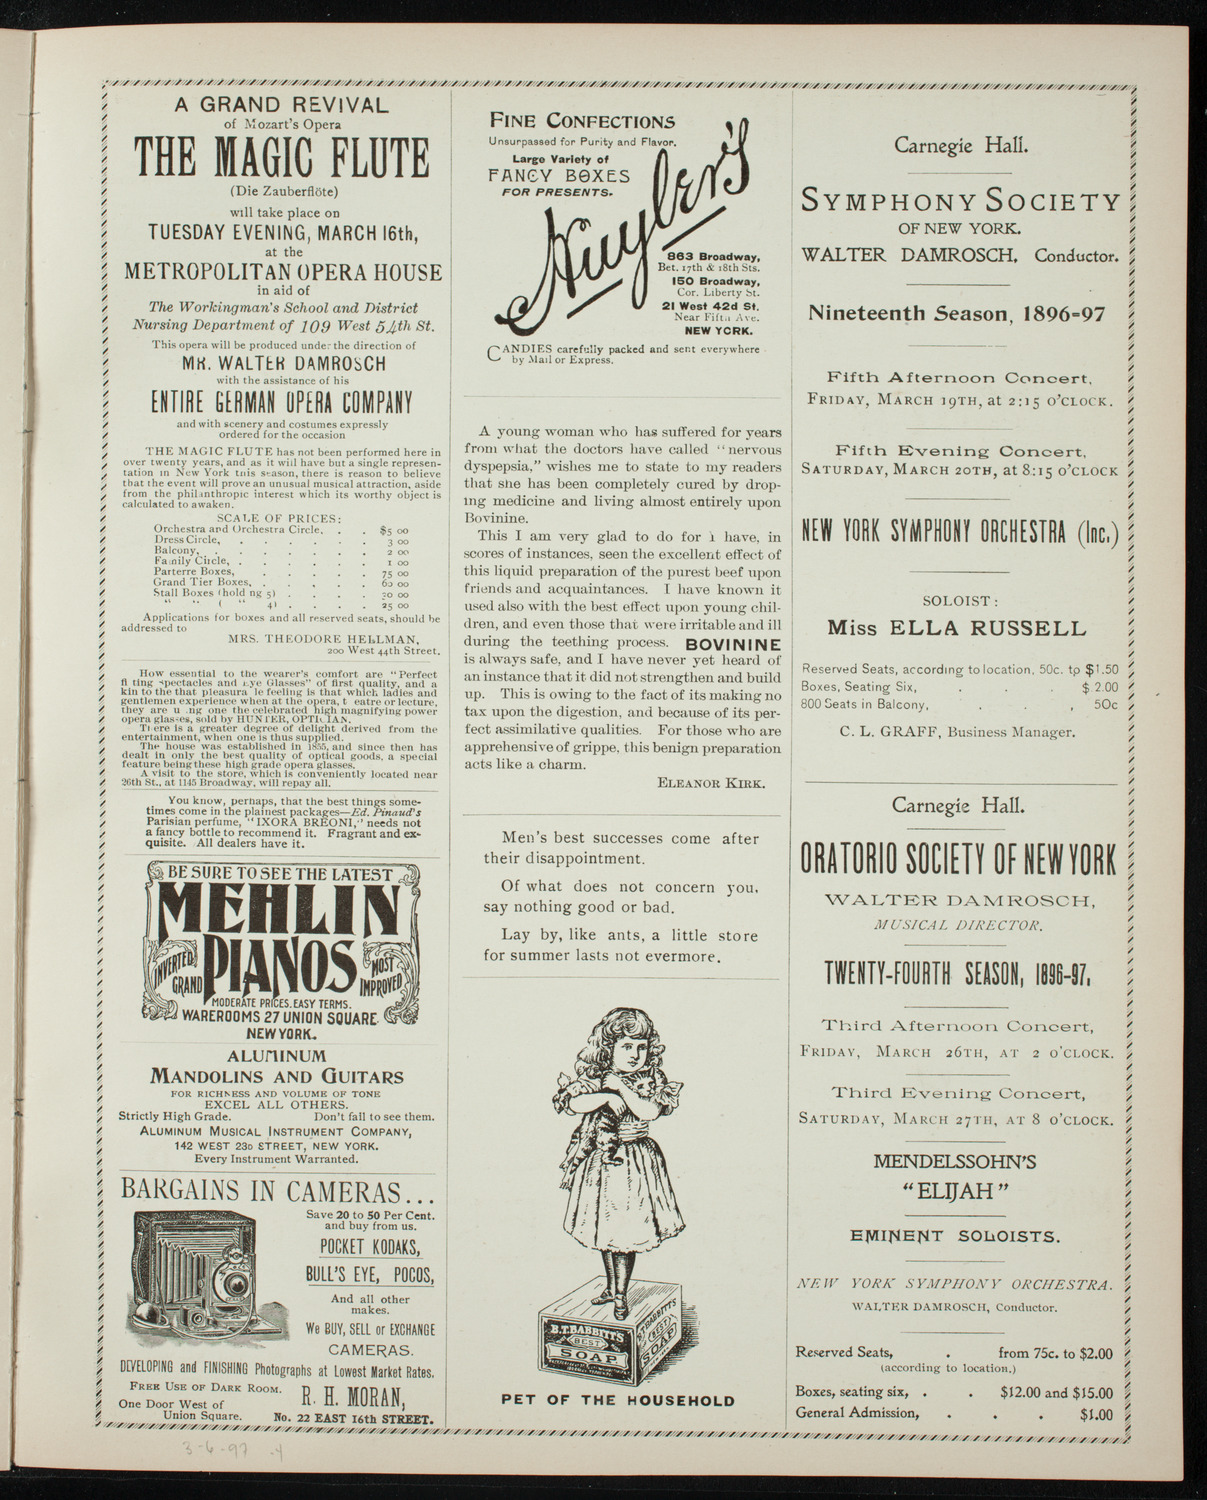 A GRAND REVIVAL
of Mozart's Opera
THE MAGIC FLUTE
(Die Zauberflöte)
will take place on
TUESDAY EVENING, MARCH 16th,
at the
METROPOLITAN OPERA HOUSE
in aid of
The Workingman's School and District
Nursing Department of 109 West 54th St.
This opera will be produced under the direction of
MR. WALTER DAMROSCH
with the assistance of his
ENTIRE GERMAN OPERA COMPANY
and with scenery and costumes expressly
ordered for the occasion
THE MAGIC FLUTE has not been performed here in
over twenty years, and as it will have but a single represen-
tation in New York this season, there is reason to believe
that the event will prove an unusual musical attraction, aside
from the philanthropic interest which its worthy object is
calculated to awaken.
SCALE OF PRICES:
Orchestra and Orchestra Circle, . . $5 00
Dress Circle, . . . . . . 3 00
Balcony, . . . . . . . 2 00
Family Circle, . . . . . . 1 00
Parterre Boxes, . . . . . 75 00
Grand Tier Boxes, . . . . . 60 00
Stall Boxes (hold ng 5) . . . . 30 00
" " ( " 4) . . . . 25 00
Applications for boxes and all reserved seats, should be
addressed to
MRS. THEODORE HELLMAN,
200 West 44th Street.
How essential to the wearer's comfort are "Perfect
fi ting Spectacles and Eye Glasses" of first quality, and a
kin to the that pleasura le feeling is that which ladies and
gentlemen experience when at the opera, t eatre or lecture,
they are u ng one the celebrated high magnifying power
opera glasses, sold by HUNTER, OPTICIAN.
There is a greater degree of delight derived from the
entertainment, when one is thus supplied.
The house was established in 1855, and since then has
dealt in only the best quality of optical goods, a special
feature being these high grade opera glasses.
A visit to the store, which is conveniently located near
26th St., at 1145 Broadway, will repay all.
You know, perhaps, that the best things some-
times come in the plainest packages—Ed. Pinaud's
Parisian perfume, "IXORA BREONI," needs not
a fancy bottle to recommend it. Fragrant and ex-
quisite. All dealers have it.
BE SURE TO SEE THE LATEST
MEHLIN
PIANOS
INVERTED GRAND
MOST IMPROVED
MODERATE PRICES. EASY TERMS.
WAREROOMS 27 UNION SQUARE
NEW YORK.
ALUMINUM
MANDOLINS AND GUITARS
FOR RICHNESS AND VOLUME OF TONE
EXCEL ALL OTHERS.
Strictly High Grade. Don't fail to see them.
ALUMINUM MUSICAL INSTRUMENT COMPANY,
142 WEST 23D STREET, NEW YORK.
Every Instrument Warranted.
BARGAINS IN CAMERAS...
Save 20 to 50 Per Cent.
and buy from us.
POCKET KODAKS,
BULL'S EYE, POCOS,
And all other
makes.
We BUY, SELL or EXCHANGE
CAMERAS.
DEVELOPING and FINISHING Photographs at Lowest Market Rates.
FREE USE OF DARK ROOM.
One Door West of
Union Square.
R. H. MORAN,
No. 22 EAST 16th STREET.
FINE CONFECTIONS
Unsurpassed for Purity and Flavor.
Large Variety of
FANCY BOXES
FOR PRESENTS.
Huyler's
863 Broadway,
Bet. 17th & 18th Sts.
150 Broadway,
Cor. Liberty St.
21 West 42d St.
Near Fifth Ave.
NEW YORK.
CANDIES carefully packed and sent everywhere
by Mail or Express.
A young woman who has suffered for years
from what the doctors have called "nervous
dyspepsia," wishes me to state to my readers
that she has been completely cured by drop-
ing medicine and living almost entirely upon
Bovinine.
This I am very glad to do for I have, in
scores of instances, seen the excellent effect of
this liquid preparation of the purest beef upon
friends and acquaintances. I have known it
used also with the best effect upon young chil-
dren, and even those that were irritable and ill
during the teething process. BOVININE
is always safe, and I have never yet heard of
an instance that it did not strengthen and build
up. This is owing to the fact of its making no
tax upon the digestion, and because of its per-
fect assimilative qualities. For those who are
apprehensive of grippe, this benign preparation
acts like a charm.
ELEANOR KIRK.
Men's best successes come after
their disappointment.
Of what does not concern you,
say nothing good or bad.
Lay by, like ants, a little store
for summer lasts not evermore.
B.T. BABBITT'S
BEST
SOAP
B.T. BABBITT'S
BEST
SOAP
PET OF THE HOUSEHOLD
Carnegie Hall.
SYMPHONY SOCIETY
OF NEW YORK.
WALTER DAMROSCH, Conductor.
Nineteenth Season, 1896-97
Fifth Afternoon Concert,
FRIDAY, MARCH 19TH, at 2:15 O'CLOCK.
Fifth Evening Concert,
SATURDAY, MARCH 20TH, at 8:15 O'CLOCK
NEW YORK SYMPHONY ORCHESTRA (Inc.)
SOLOIST:
Miss ELLA RUSSELL
Reserved Seats, according to location, 50c. to $1.50
Boxes, Seating Six, . . . $ 2.00
800 Seats in Balcony, . . , 50c
C. L. GRAFF, Business Manager.
Carnegie Hall.
ORATORIO SOCIETY OF NEW YORK
WALTER DAMROSCH,
MUSICAL DIRECTOR.
TWENTY-FOURTH SEASON, 1896-97,
Third Afternoon Concert,
FRIDAY, MARCH 26TH, AT 2 O'CLOCK.
Third Evening Concert,
SATURDAY, MARCH 27TH, AT 8 O'CLOCK.
MENDELSSOHN'S
"ELIJAH"
EMINENT SOLOISTS.
NEW YORK SYMPHONY ORCHESTRA.
WALTER DAMROSCH, Conductor.
Reserved Seats, . from 75c. to $2.00
(according to location.)
Boxes, seating six, . . $12.00 and $15.00
General Admission, . . . $1.00
3-6-97 -4